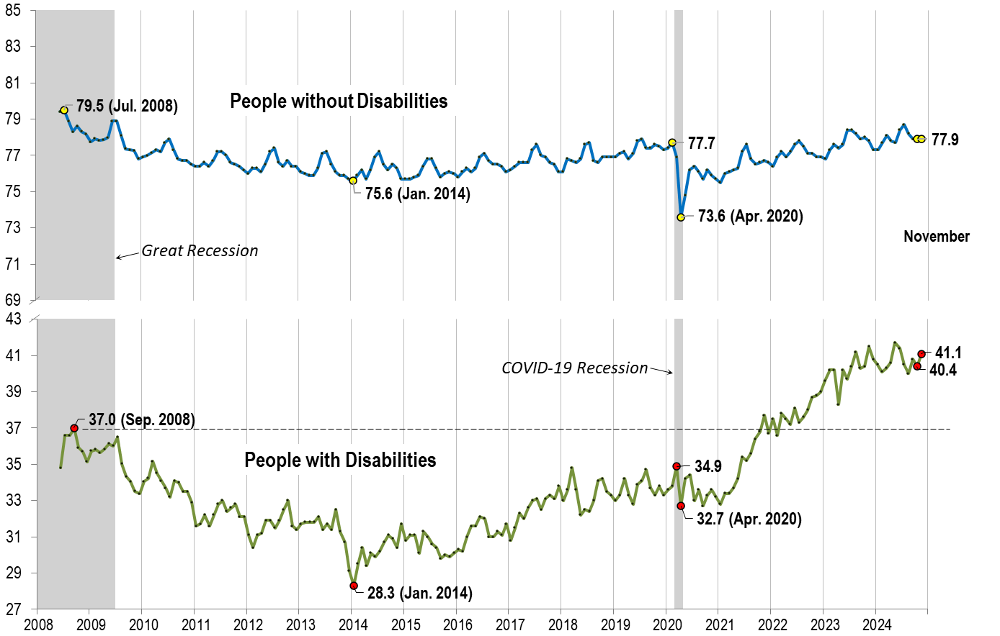 85
83
81
79
77
75
73
71
69
79.5 (Jul. 2008)
People without Disabilities
77.7
77.9
75.6 (Jan. 2014)
73.6 (Apr. 2020)
November
Great Recession
43
41
39
37
35
33
31
29
27
41.1
COVID-19 Recession
40.4
37.0 (Sep. 2008)
People with Disabilities
34.9
32.7 (Apr. 2020)
28.3 (Jan. 2014)
2008 2009 2010 2011 2012 2013 2014 2015 2016 2017 2018 2019 2020 2021 2022 2023 2024